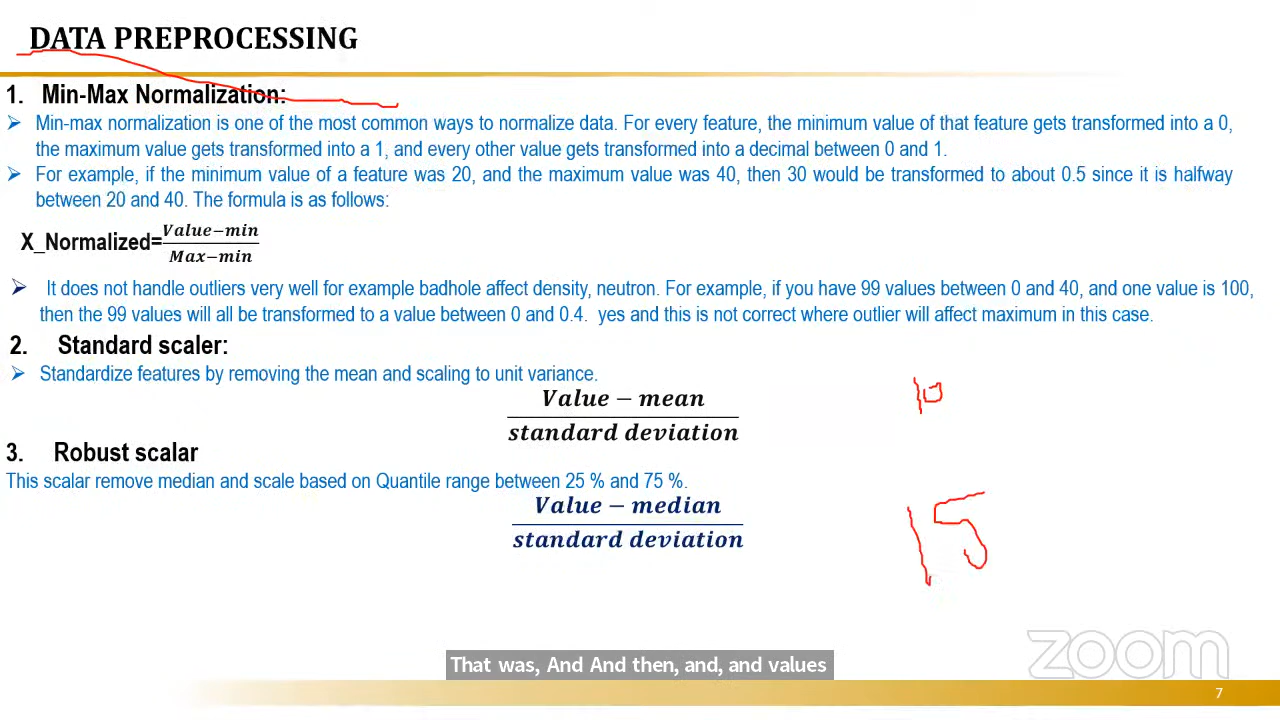 DATA PREPROCESSING
1. Min-Max Normalization:
➢ Min-max normalization is one of the most common ways to normalize data. For every feature, the minimum value of that feature gets transformed into a 0,
the maximum value gets transformed into a 1, and every other value gets transformed into a decimal between 0 and 1.
➢ For example, if the minimum value of a feature was 20, and the maximum value was 40, then 30 would be transformed to about 0.5 since it is halfway
between 20 and 40. The formula is as follows:
X_Normalized=
Value−min
Max−min
➢ It does not handle outliers very well for example badhole affect density, neutron. For example, if you have 99 values between 0 and 40, and one value is 100,
then the 99 values will all be transformed to a value between 0 and 0.4. yes and this is not correct where outlier will affect maximum in this case.
2. Standard scaler:
➢ Standardize features by removing the mean and scaling to unit variance.
Value − mean
standard deviation
10
3. Robust scalar
This scalar remove median and scale based on Quantile range between 25 % and 75 %.
Value − median
standard deviation
15
zoom
That was, And And then, and, and values
7